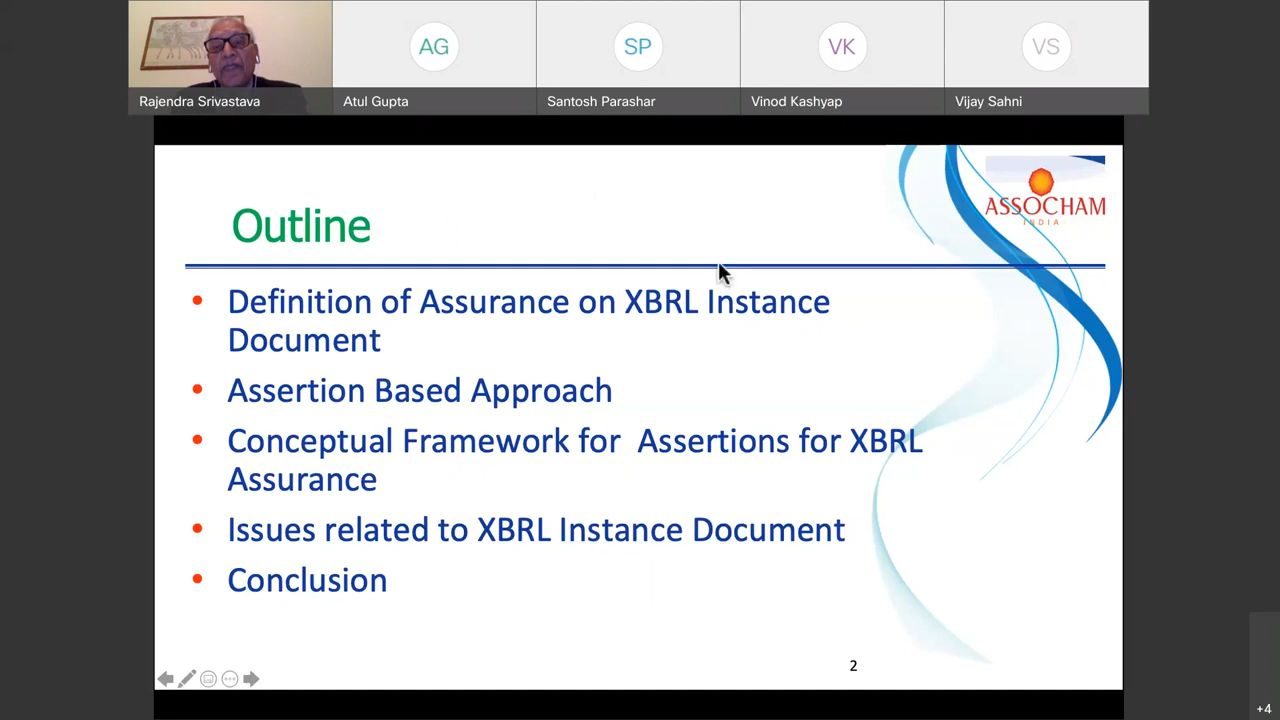 AG
SP
VK
VS
Rajendra Srivastava
Atul Gupta
Santosh Parashar
Vinod Kashyap
Vijay Sahni
ASSOCHAM
INDIA
Outline
• Definition of Assurance on XBRL Instance
Document
• Assertion Based Approach
• Conceptual Framework for Assertions for XBRL
Assurance
• Issues related to XBRL Instance Document
• Conclusion
2
+4